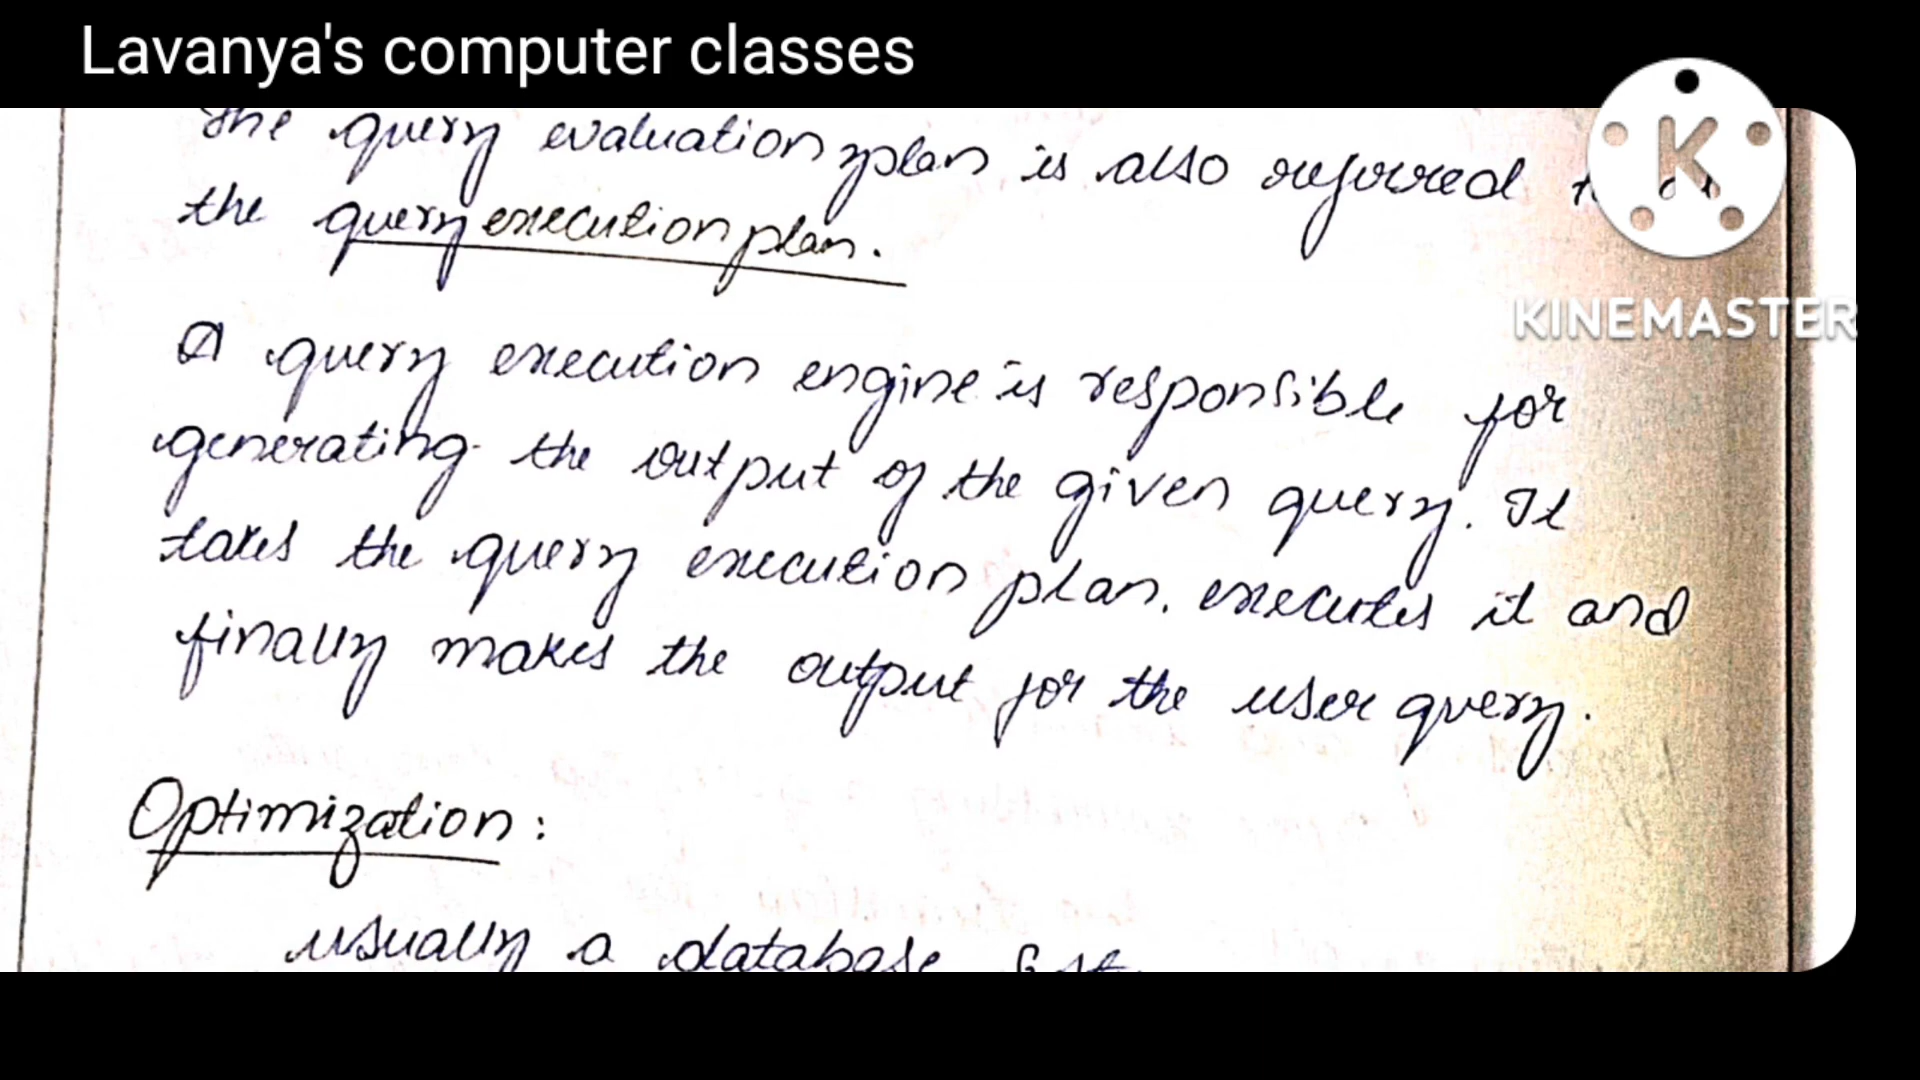 Lavanya's computer classes
The query evaluation plan is also referred
the query execution plan.
KINEMASTER
A query execution engine is responsible for
generating the output of the given query. It
takes the query execution plan, executes it and
finally makes the output for the user query.
Optimization:
usually a database